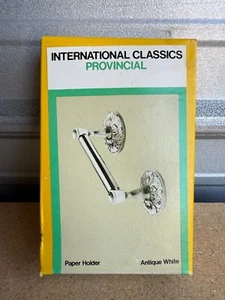 INTERNATIONAL CLASSICS
PROVINCIAL
Paper Holder Antique White